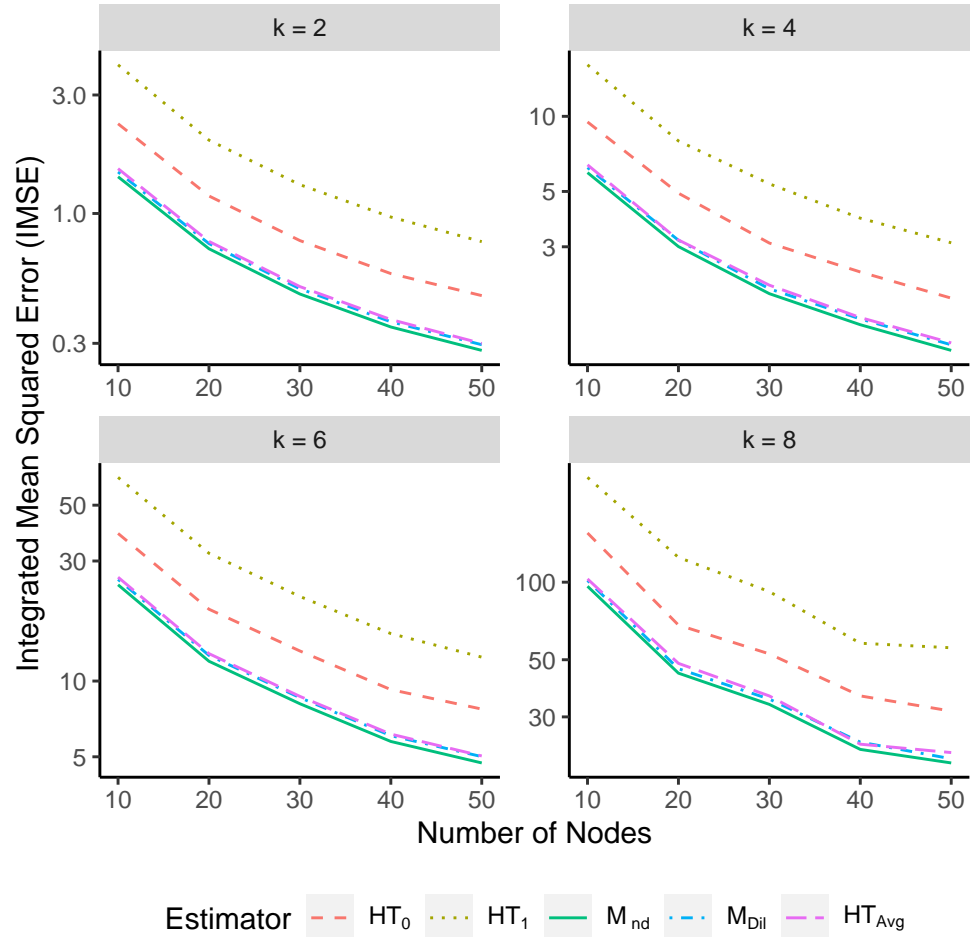 k = 2
k = 4
3.0
1.0
0.3
10
5
3
10 20 30 40 50
10 20 30 40 50
k = 6
k = 8
50
30
10
5
100
50
30
10 20 30 40 50
10 20 30 40 50
Integrated Mean Squared Error (IMSE)
Number of Nodes
Estimator HT0 HT1 M nd MDil HTAvg